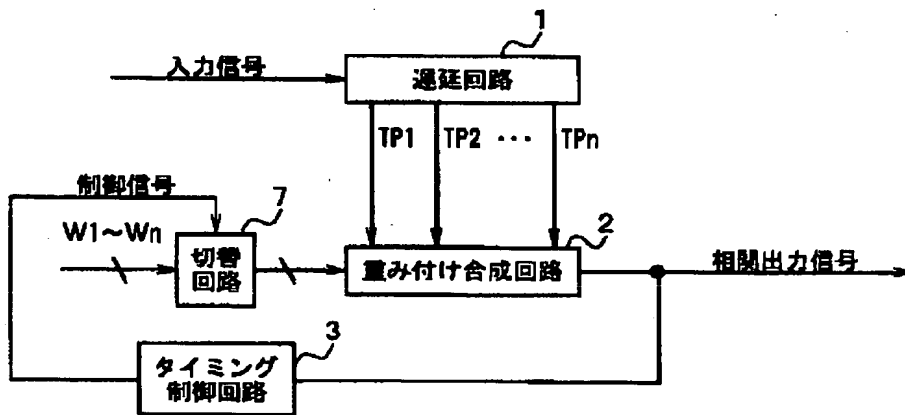 1
入力信号
遅延回路
TP1 TP2 ··· TPn
制御信号
7
W1~Wn
2
切替
回路
重み付け合成回路
相関出力信号
3
タイミング
制御回路